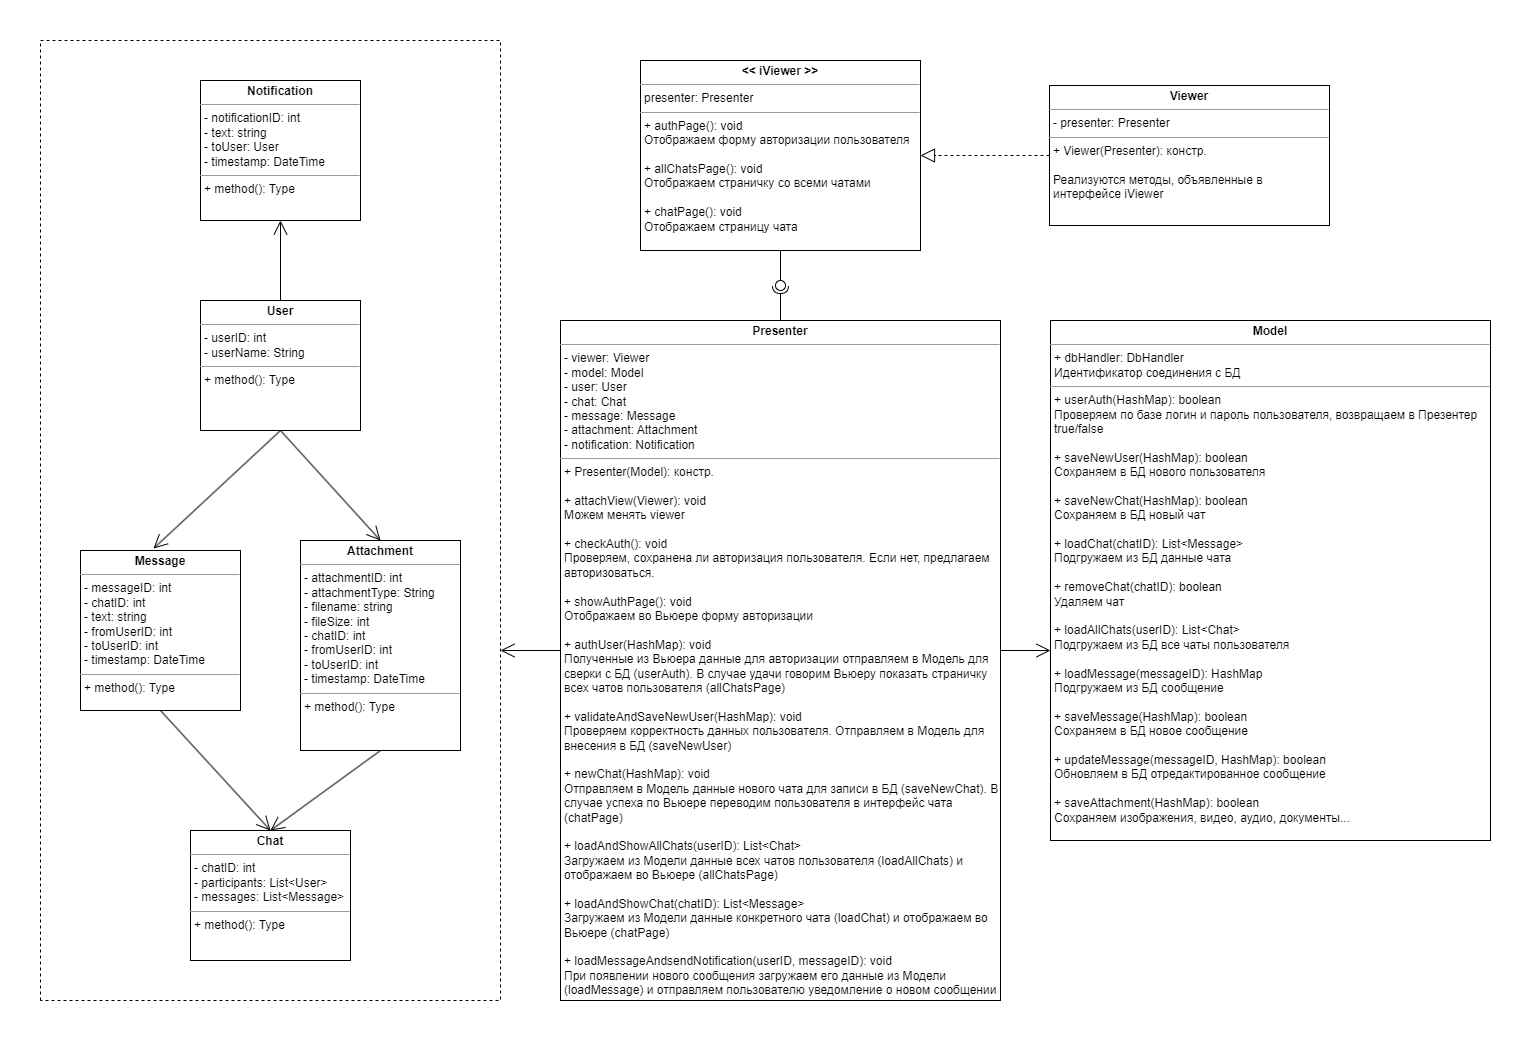 Notification
- notificationID: int
- text: string
- toUser: User
- timestamp: DateTime
+ method(): Type
User
- userID: int
- userName: String
+ method(): Type
Message
- messageID: int
- chatID: int
- text: string
- fromUserID: int
- toUserID: int
- timestamp: DateTime
+ method(): Type
Attachment
- attachmentID: int
- attachmentType: String
- filename: string
- fileSize: int
- chatID: int
- fromUserID: int
- toUserID: int
- timestamp: DateTime
+ method(): Type
Chat
- chatID: int
- participants: List<User>
- messages: List<Message>
+ method(): Type
<< iViewer >>
presenter: Presenter
+ authPage(): void
Отображаем форму авторизации пользователя
+ allChatsPage(): void
Отображаем страничку со всеми чатами
+ chatPage(): void
Отображаем страницу чата
Viewer
- presenter: Presenter
+ Viewer(Presenter): констр.
Реализуются методы, объявленные в
интерфейсе iViewer
Presenter
- viewer: Viewer
- model: Model
- user: User
- chat: Chat
- message: Message
- attachment: Attachment
- notification: Notification
+ Presenter(Model): констр.
+ attachView(Viewer): void
Можем менять viewer
+ checkAuth(): void
Проверяем, сохранена ли авторизация пользователя. Если нет, предлагаем
авторизоваться.
+ showAuthPage(): void
Отображаем во Вьюере форму авторизации
+ authUser(HashMap): void
Полученные из Вьюера данные для авторизации отправляем в Модель для
сверки с БД (userAuth). В случае удачи говорим Вьюеру показать страничку
всех чатов пользователя (allChatsPage)
+ validateAndSaveNewUser(HashMap): void
Проверяем корректность данных пользователя. Отправляем в Модель для
внесения в БД (saveNewUser)
+ newChat(HashMap): void
Отправляем в Модель данные нового чата для записи в БД (saveNewChat). В
случае успеха по Вьюере переводим пользователя в интерфейс чата
(chatPage)
+ loadAndShowAllChats(userID): List<Chat>
Загружаем из Модели данные всех чатов пользователя (loadAllChats) и
отображаем во Вьюере (allChatsPage)
+ loadAndShowChat(chatID): List<Message>
Загружаем из Модели данные конкретного чата (loadChat) и отображаем во
Вьюере (chatPage)
+ loadMessageAndsendNotification(userID, messageID): void
При появлении нового сообщения загружаем его данные из Модели
(loadMessage) и отправляем пользователю уведомление о новом сообщении
Model
+ dbHandler: DbHandler
Идентификатор соединения с БД
+ userAuth(HashMap): boolean
Проверяем по базе логин и пароль пользователя, возвращаем в Презентер
true/false
+ saveNewUser(HashMap): boolean
Сохраняем в БД нового пользователя
+ saveNewChat(HashMap): boolean
Сохраняем в БД новый чат
+ loadChat(chatID): List<Message>
Подгружаем из БД данные чата
+ removeChat(chatID): boolean
Удаляем чат
+ loadAllChats(userID): List<Chat>
Подгружаем из БД все чаты пользователя
+ loadMessage(messageID): HashMap
Подгружаем из БД сообщение
+ saveMessage(HashMap): boolean
Сохраняем в БД новое сообщение
+ updateMessage(messageID, HashMap): boolean
Обновляем в БД отредактированное сообщение
+ saveAttachment(HashMap): boolean
Сохраняем изображения, видео, аудио, документы...